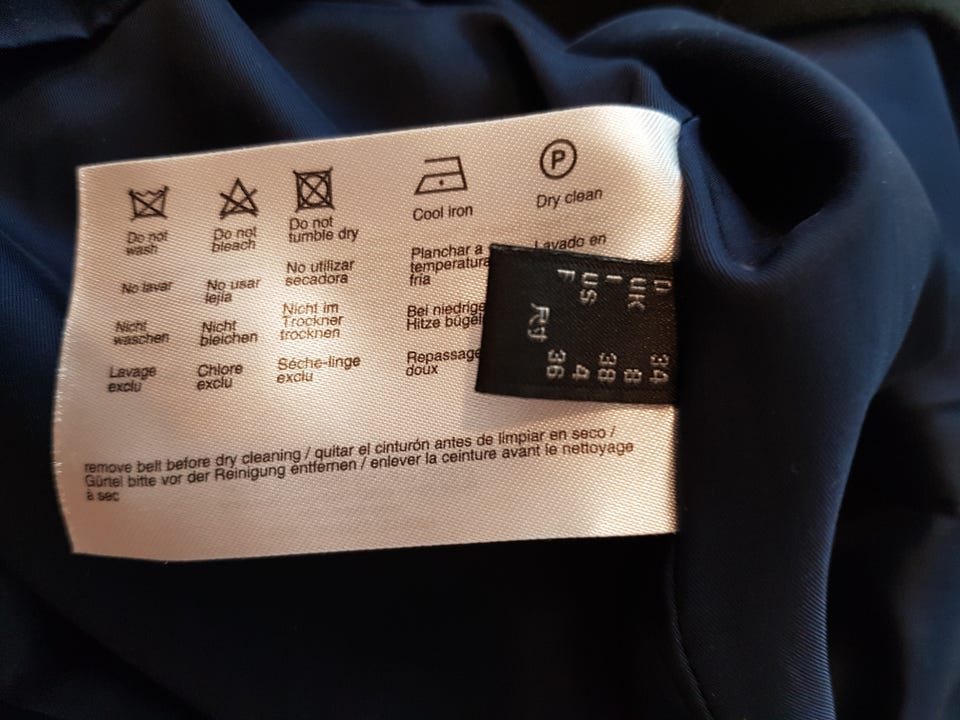 P
Do not
wash
Do not
bleach
Do not
tumble dry
Cool iron
Dry clean
No lavar
No usar
lejia
No utilizar
secadora
Planchar a
temperatura
fria
Lavado en
Nicht
waschen
Nicht
bleichen
Nicht im
Trockner
trocknen
Bei niedrige
Hitze bügel
Lavage
exclu
Chlore
exclu
Séche-linge
exclu
Repassage
doux
remove belt before dry cleaning / quitar el cinturón antes de limpiar en seco /
Gürtel bitte vor der Reinigung entfernen / enlever la ceinture avant le nettoyage
à sec
D 34
UK 8
I 38
US 4
F 36